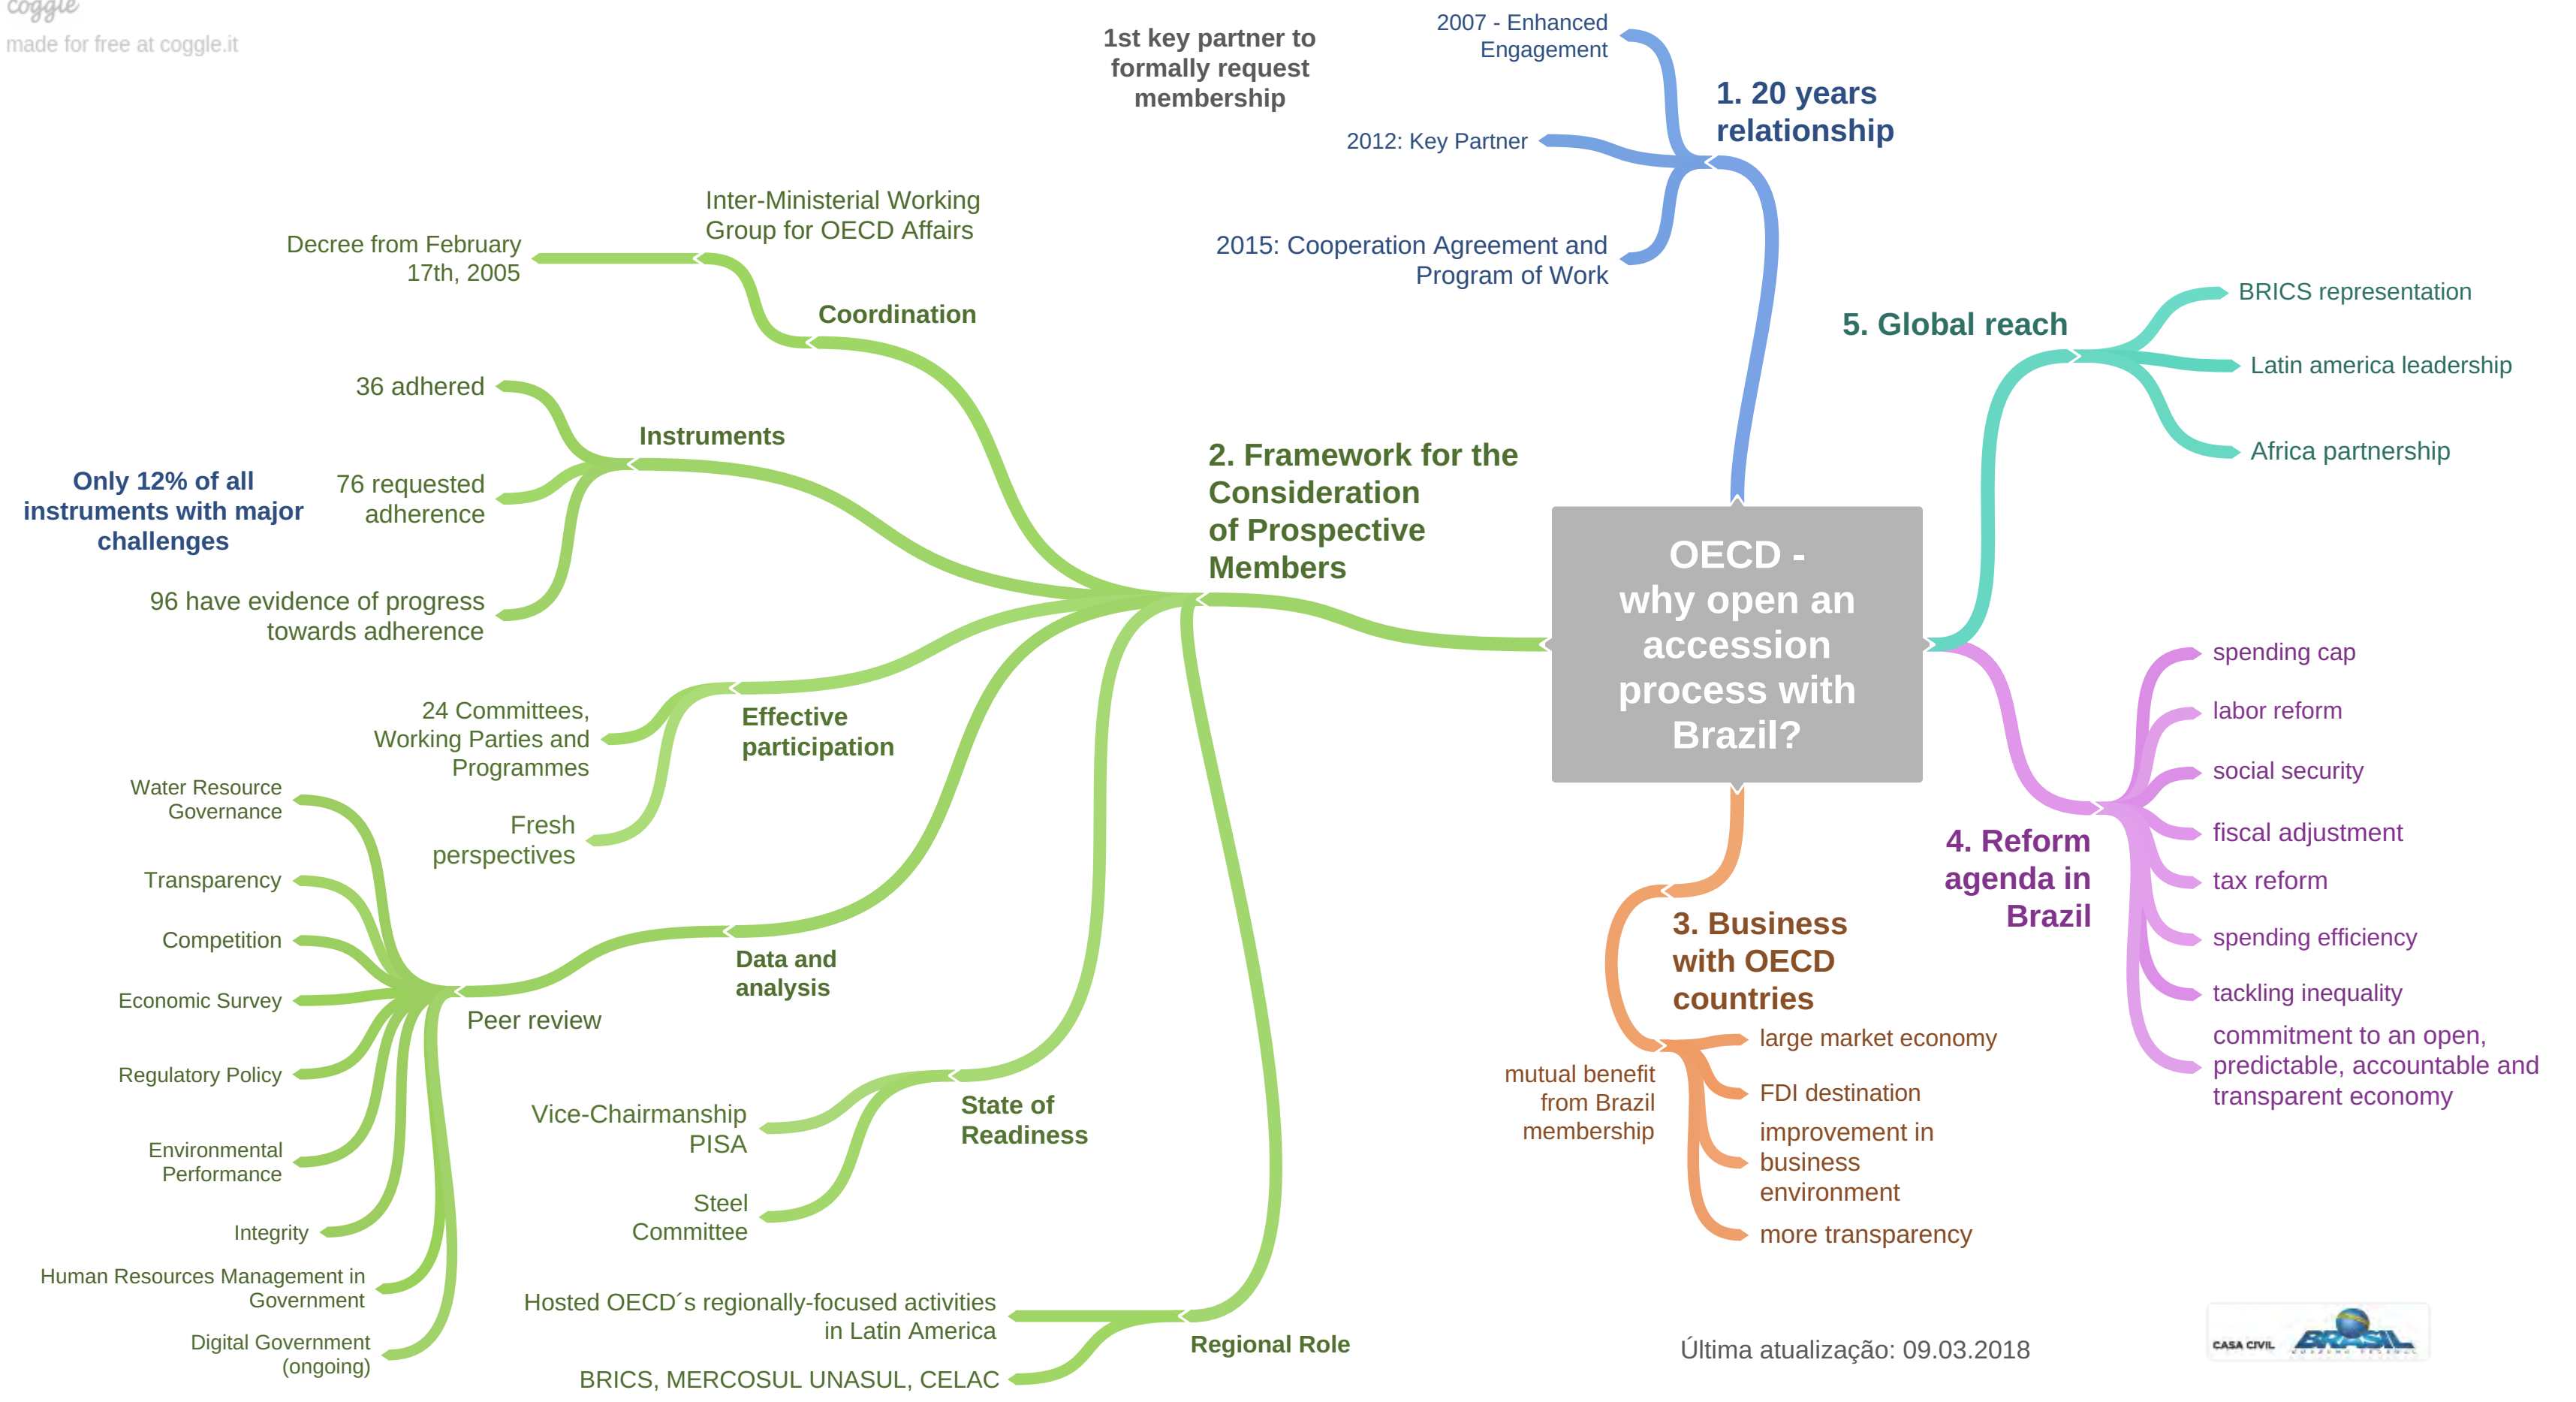 coggle
made for free at coggle.it
1st key partner to
formally request
membership
OECD -
why open an
accession
process with
Brazil?
1. 20 years
relationship
2007 - Enhanced
Engagement
2012: Key Partner
2015: Cooperation Agreement and
Program of Work
2. Framework for the
Consideration
of Prospective
Members
Coordination
Inter-Ministerial Working
Group for OECD Affairs
Decree from February
17th, 2005
Instruments
36 adhered
76 requested
adherence
96 have evidence of progress
towards adherence
Only 12% of all
instruments with major
challenges
Effective
participation
24 Committees,
Working Parties and
Programmes
Fresh
perspectives
Data and
analysis
Peer review
Water Resource
Governance
Transparency
Competition
Economic Survey
Regulatory Policy
Environmental
Performance
Integrity
Human Resources Management in
Government
Digital Government
(ongoing)
State of
Readiness
Vice-Chairmanship
PISA
Steel
Committee
Regional Role
Hosted OECD´s regionally-focused activities
in Latin America
BRICS, MERCOSUL UNASUL, CELAC
3. Business
with OECD
countries
mutual benefit
from Brazil
membership
large market economy
FDI destination
improvement in
business
environment
more transparency
4. Reform
agenda in
Brazil
spending cap
labor reform
social security
fiscal adjustment
tax reform
spending efficiency
tackling inequality
commitment to an open,
predictable, accountable and
transparent economy
5. Global reach
BRICS representation
Latin america leadership
Africa partnership
Última atualização: 09.03.2018
CASA CIVIL
BRASIL